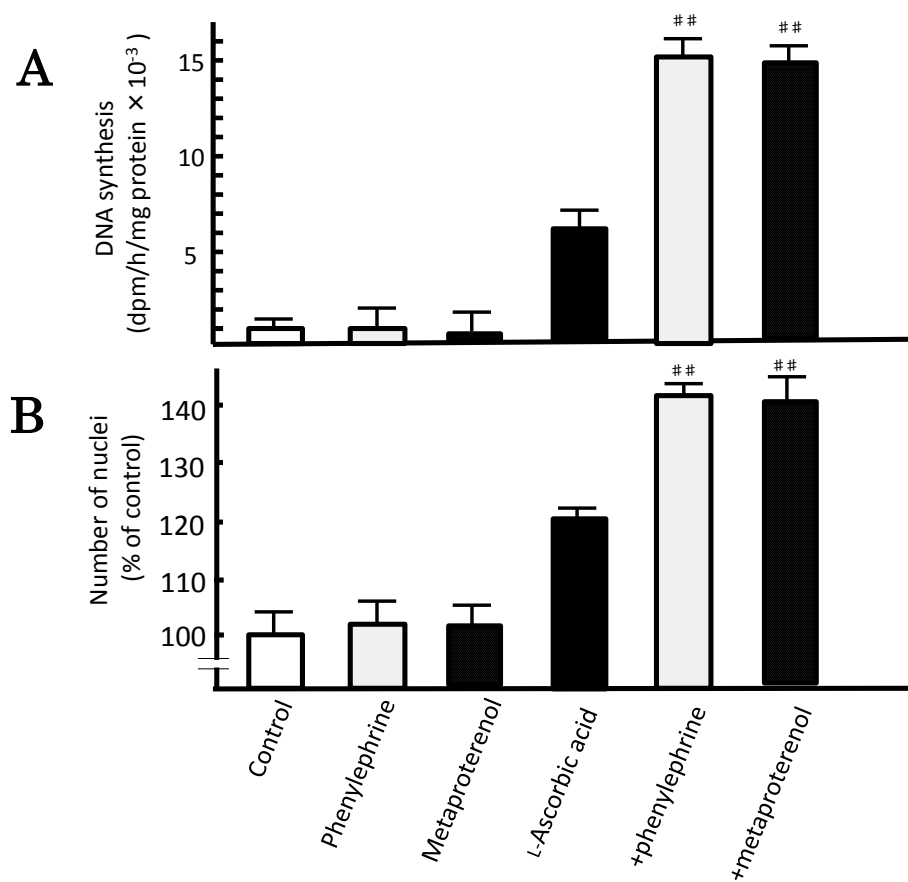 A
DNA synthesis
(dpm/h/mg protein × 10⁻³ )
15
10
5
## ##
B
Number of nuclei
(% of control)
140
130
120
110
100
## ##
Control
Phenylephrine
Metaproterenol
L-Ascorbic acid
+phenylephrine
+metaproterenol